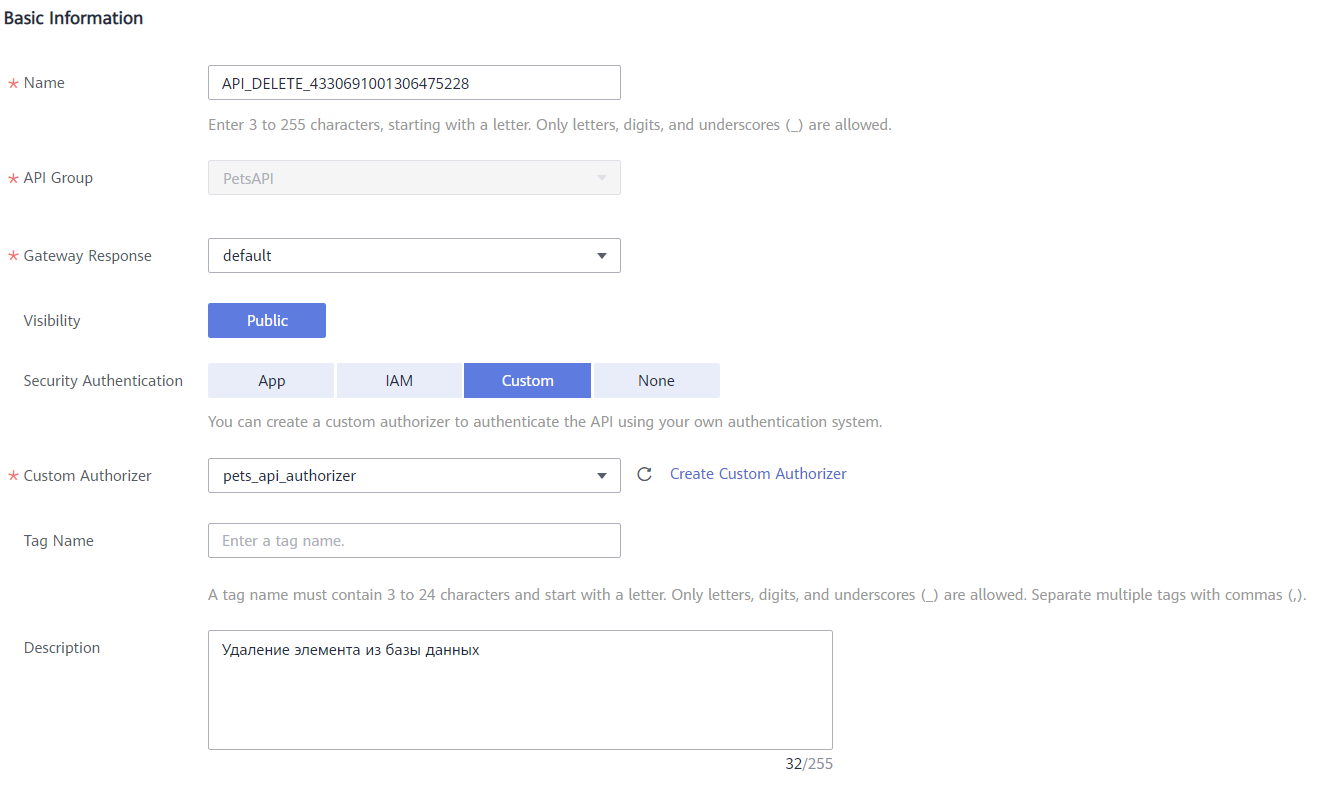 Basic Information
* Name
API_DELETE_4330691001306475228
Enter 3 to 255 characters, starting with a letter. Only letters, digits, and underscores (_) are allowed.
* API Group
PetsAPI
* Gateway Response
default
Visibility
Public
Security Authentication
App
IAM
Custom
None
You can create a custom authorizer to authenticate the API using your own authentication system.
* Custom Authorizer
pets_api_authorizer
Create Custom Authorizer
Tag Name
Enter a tag name.
A tag name must contain 3 to 24 characters and start with a letter. Only letters, digits, and underscores (_) are allowed. Separate multiple tags with commas (,).
Description
Удаление элемента из базы данных
32/255